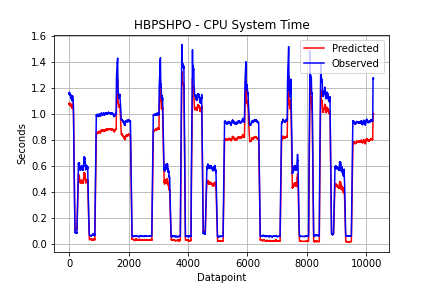 HBPSHPO - CPU System Time
Predicted
Observed
Seconds
1.6
1.4
1.2
1.0
0.8
0.6
0.4
0.2
0.0
0 2000 4000 6000 8000 10000
Datapoint